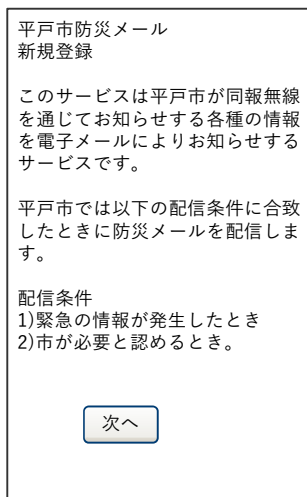 平戸市防災メール
新規登録
このサービスは平戸市が同報無線
を通じてお知らせする各種の情報
を電子メールによりお知らせする
サービスです。
平戸市では以下の配信条件に合致
したときに防災メールを配信しま
す。
配信条件
1)緊急の情報が発生したとき
2)市が必要と認めるとき。
次へ